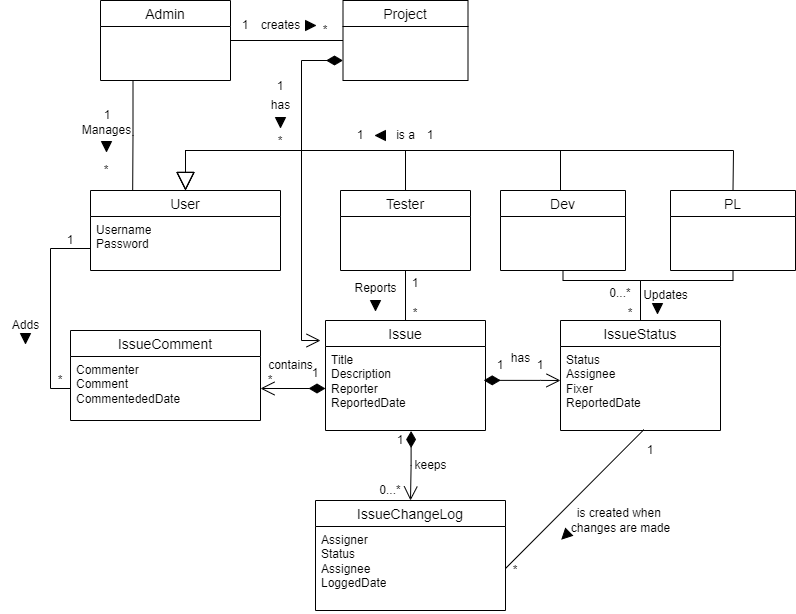 Admin
1 creates *
Project
1
Manages
*
1
has
*
1 is a 1
User
Username
Password
Tester
Dev
PL
1
Adds
*
Reports
1
*
0...*
Updates
*
IssueComment
Commenter
Comment
CommentededDate
contains
*
1
Issue
Title
Description
Reporter
ReportedDate
1 has 1
IssueStatus
Status
Assignee
Fixer
ReportedDate
1
keeps
0...*
1
is created when
changes are made
*
IssueChangeLog
Assigner
Status
Assignee
LoggedDate